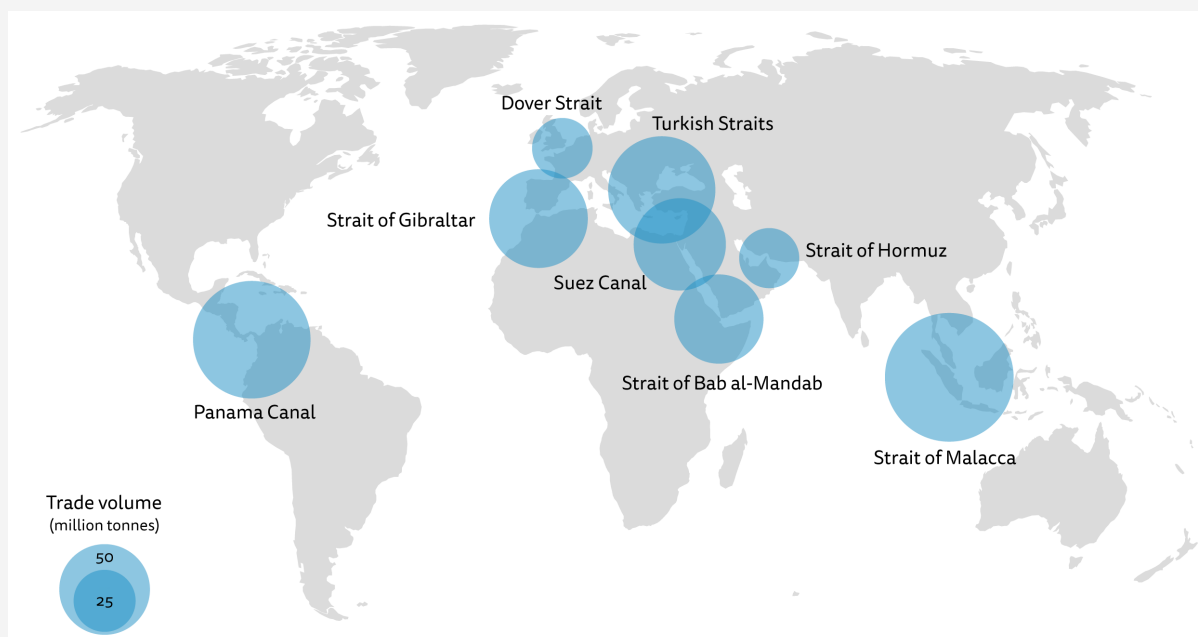 Dover Strait
Turkish Straits
Strait of Gibraltar
Strait of Hormuz
Suez Canal
Strait of Bab al-Mandab
Panama Canal
Strait of Malacca
Trade volume
(million tonnes)
50
25